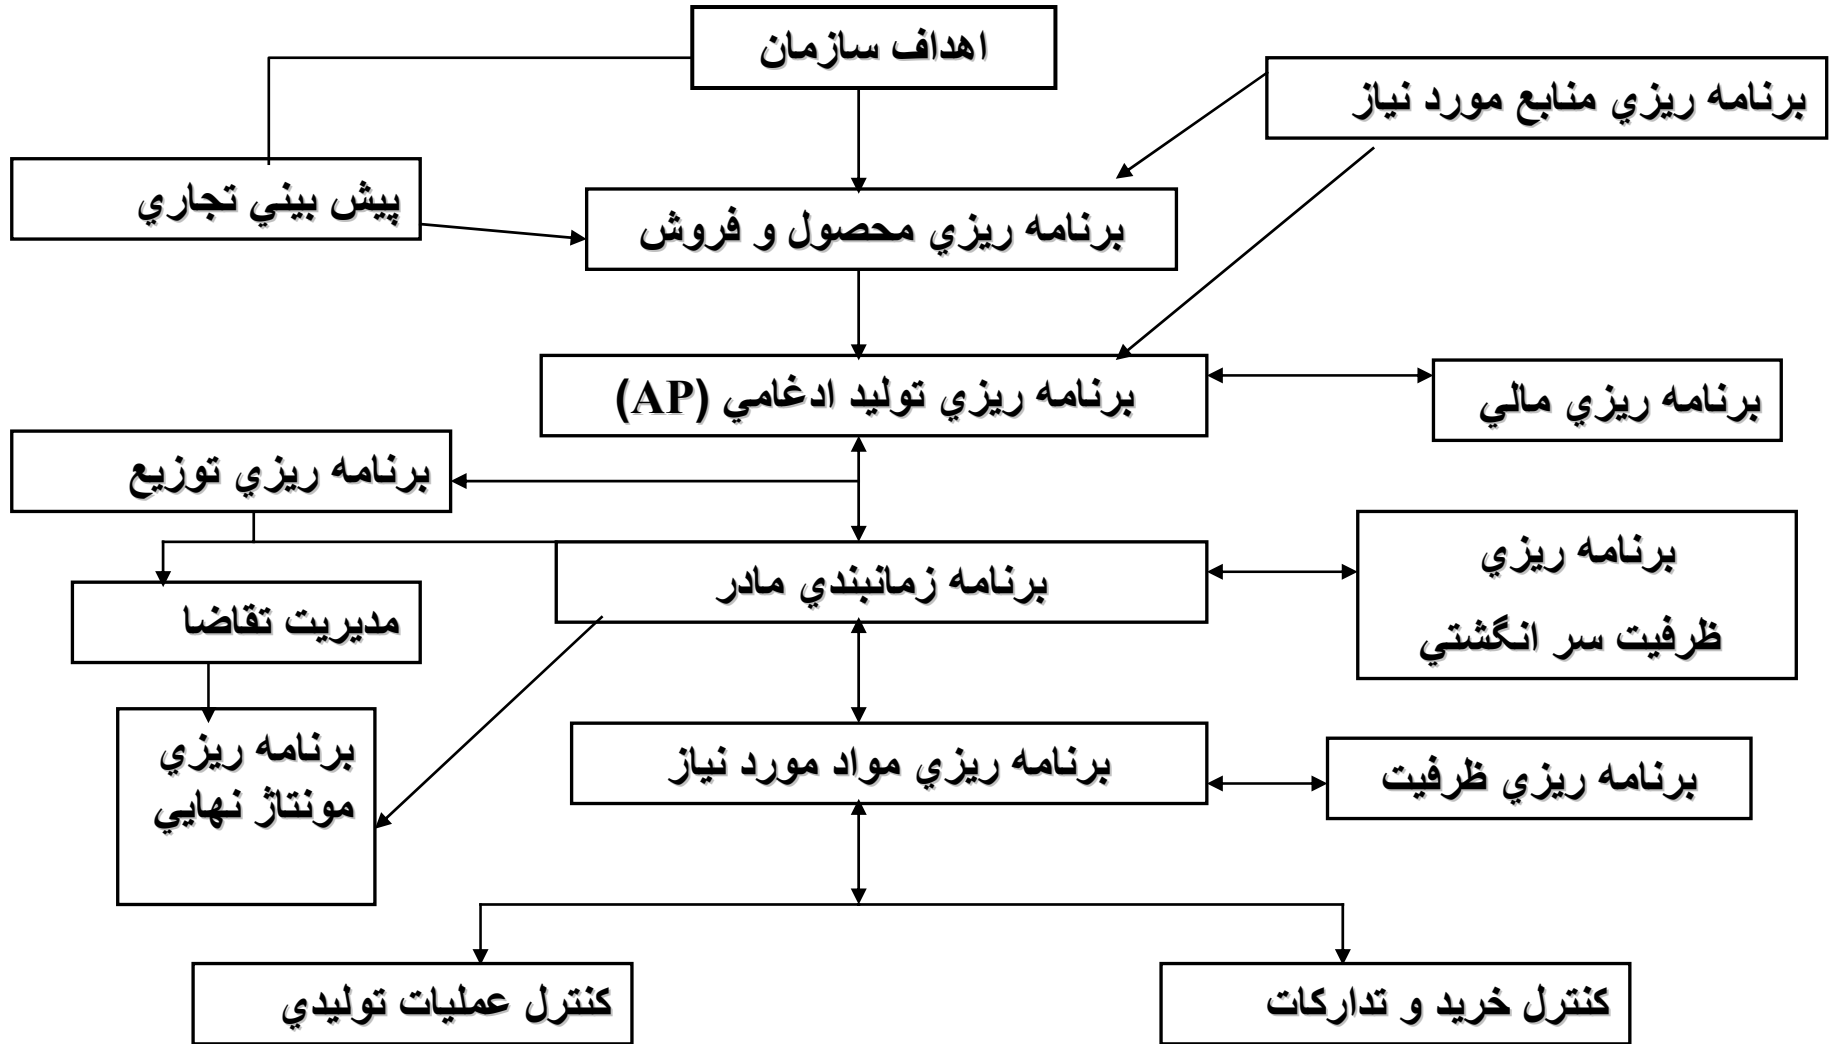 اهداف سازمان
برنامه ريزي منابع مورد نياز
پيش بيني تجاري
برنامه ريزي محصول و فروش
برنامه ريزي توليد ادغامي (AP)
برنامه ريزي مالي
برنامه ريزي توزيع
برنامه ريزي
ظرفيت سر انگشتي
برنامه زمانبندي مادر
مديريت تقاضا
برنامه ريزي
مونتاژ نهايي
برنامه ريزي مواد مورد نياز
برنامه ريزي ظرفيت
كنترل خريد و تداركات
كنترل عمليات توليدي